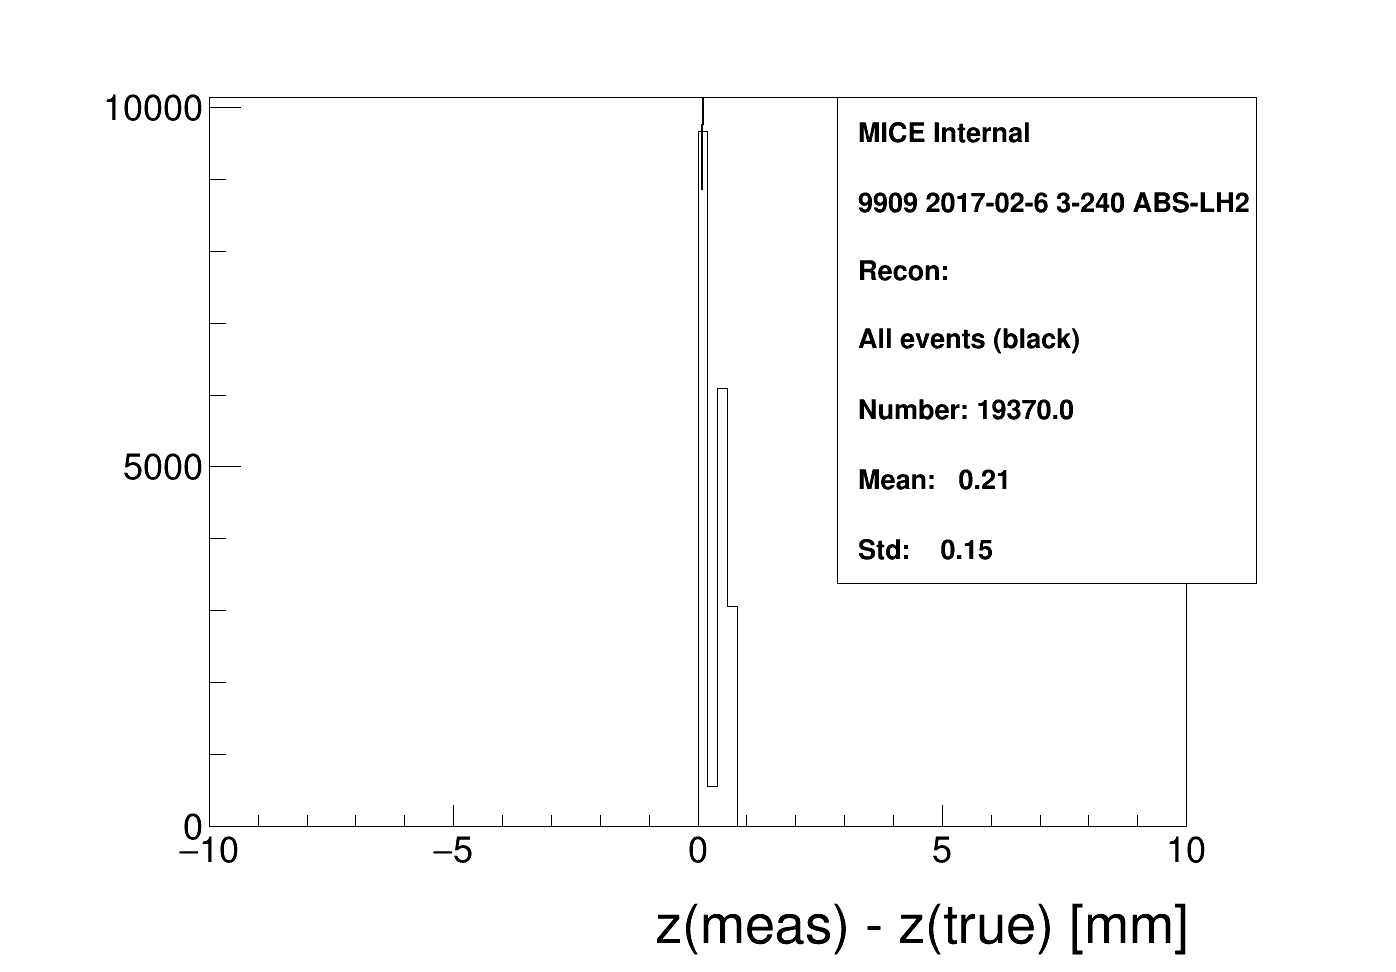 10000
5000
0
−10
−5
0
5
10
z(meas) - z(true) [mm]
MICE Internal
9909 2017-02-6 3-240 ABS-LH2
Recon:
All events (black)
Number: 19370.0
Mean: 0.21
Std: 0.15